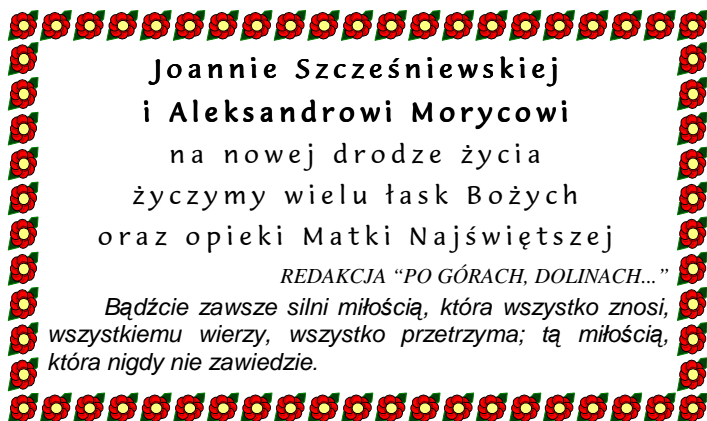 Joannie Szcześniewskiej
i Aleksandrowi Morycowi
na nowej drodze życia
życzymy wielu łask Bożych
oraz opieki Matki Najświętszej
REDAKCJA “PO GÓRACH, DOLINACH...”
Bądźcie zawsze silni miłością, która wszystko znosi,
wszystkiemu wierzy, wszystko przetrzyma; tą miłością,
która nigdy nie zawiedzie.